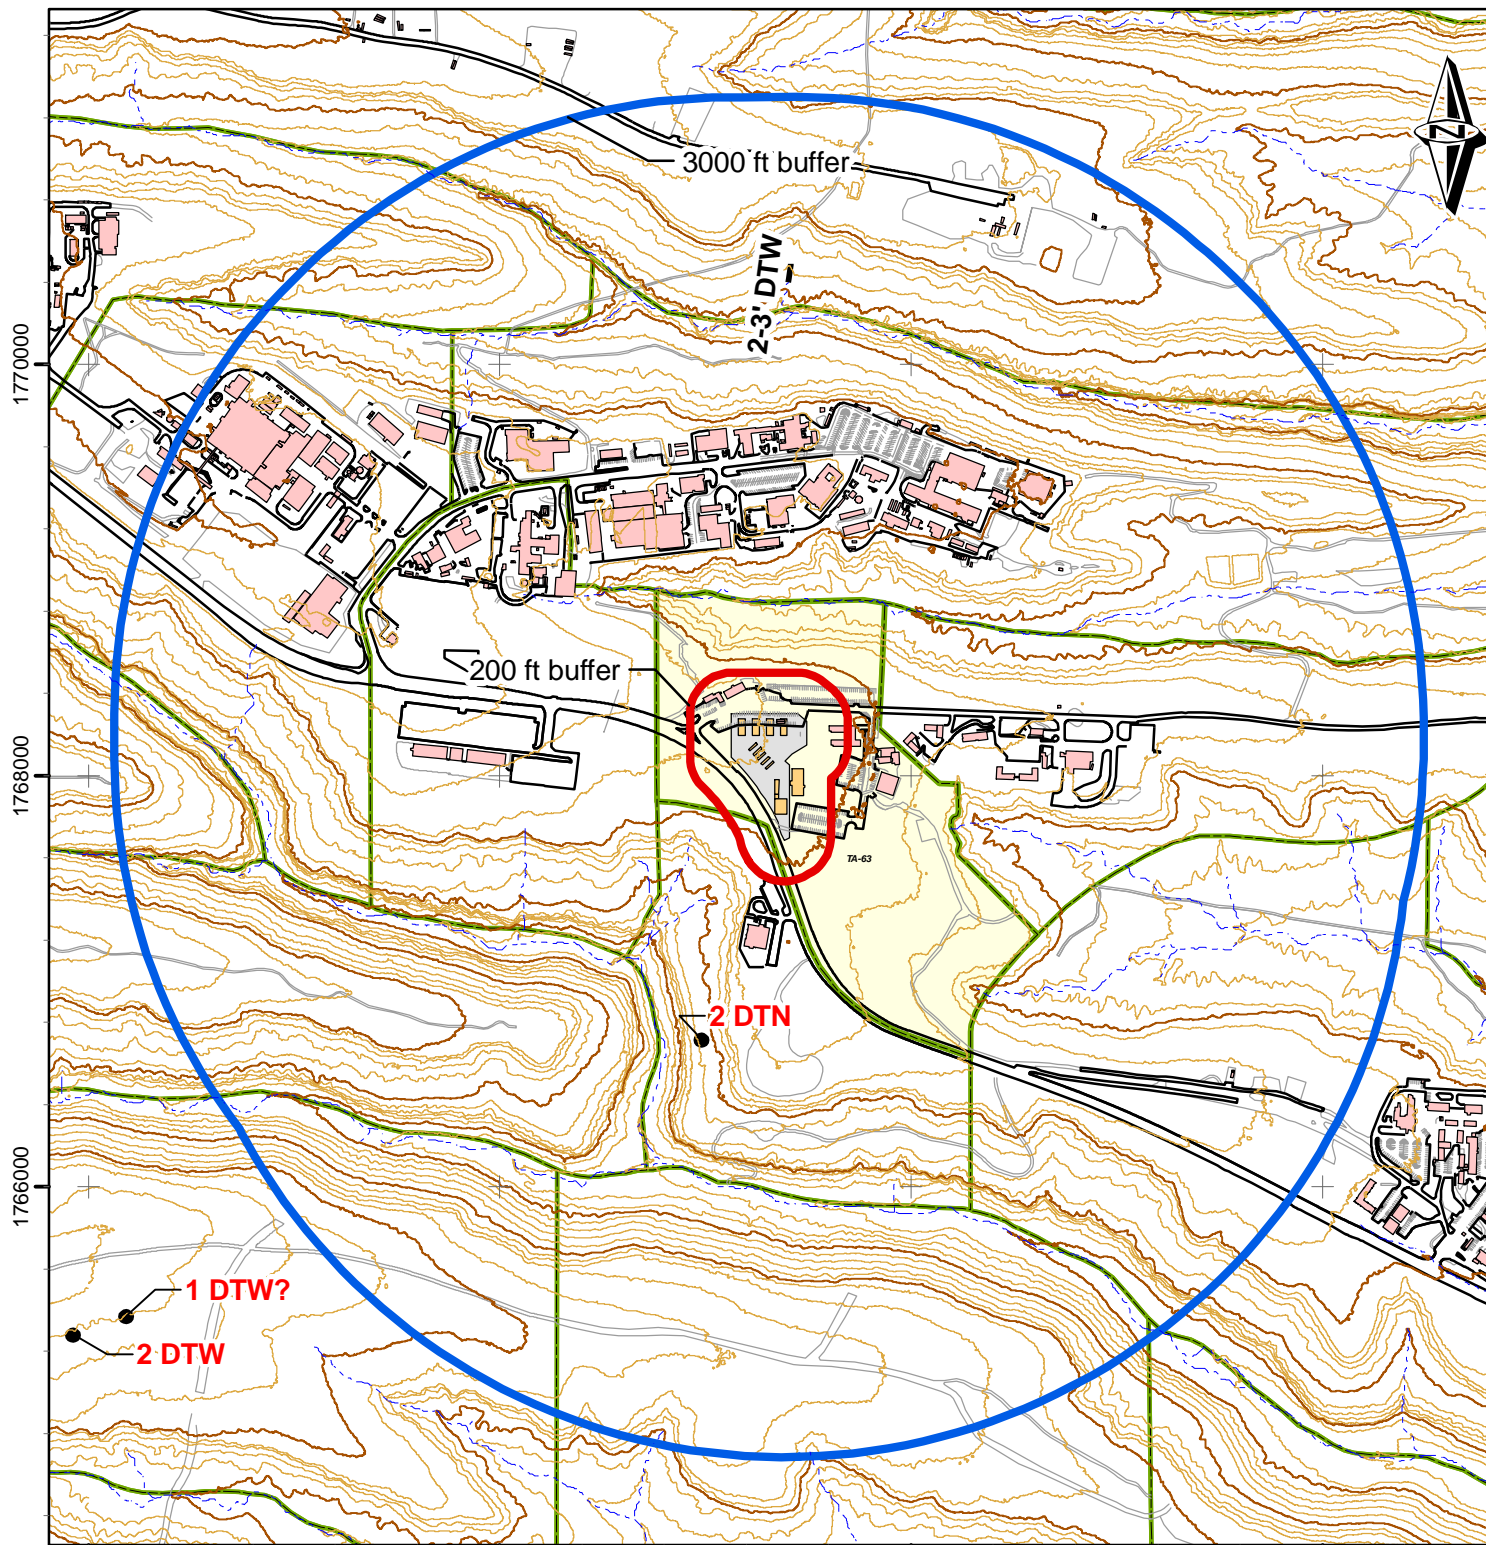 N
3000 ft buffer
2-3' DTW
1770000
200 ft buffer
1768000
TA-63
2 DTN
1766000
1 DTW?
2 DTW